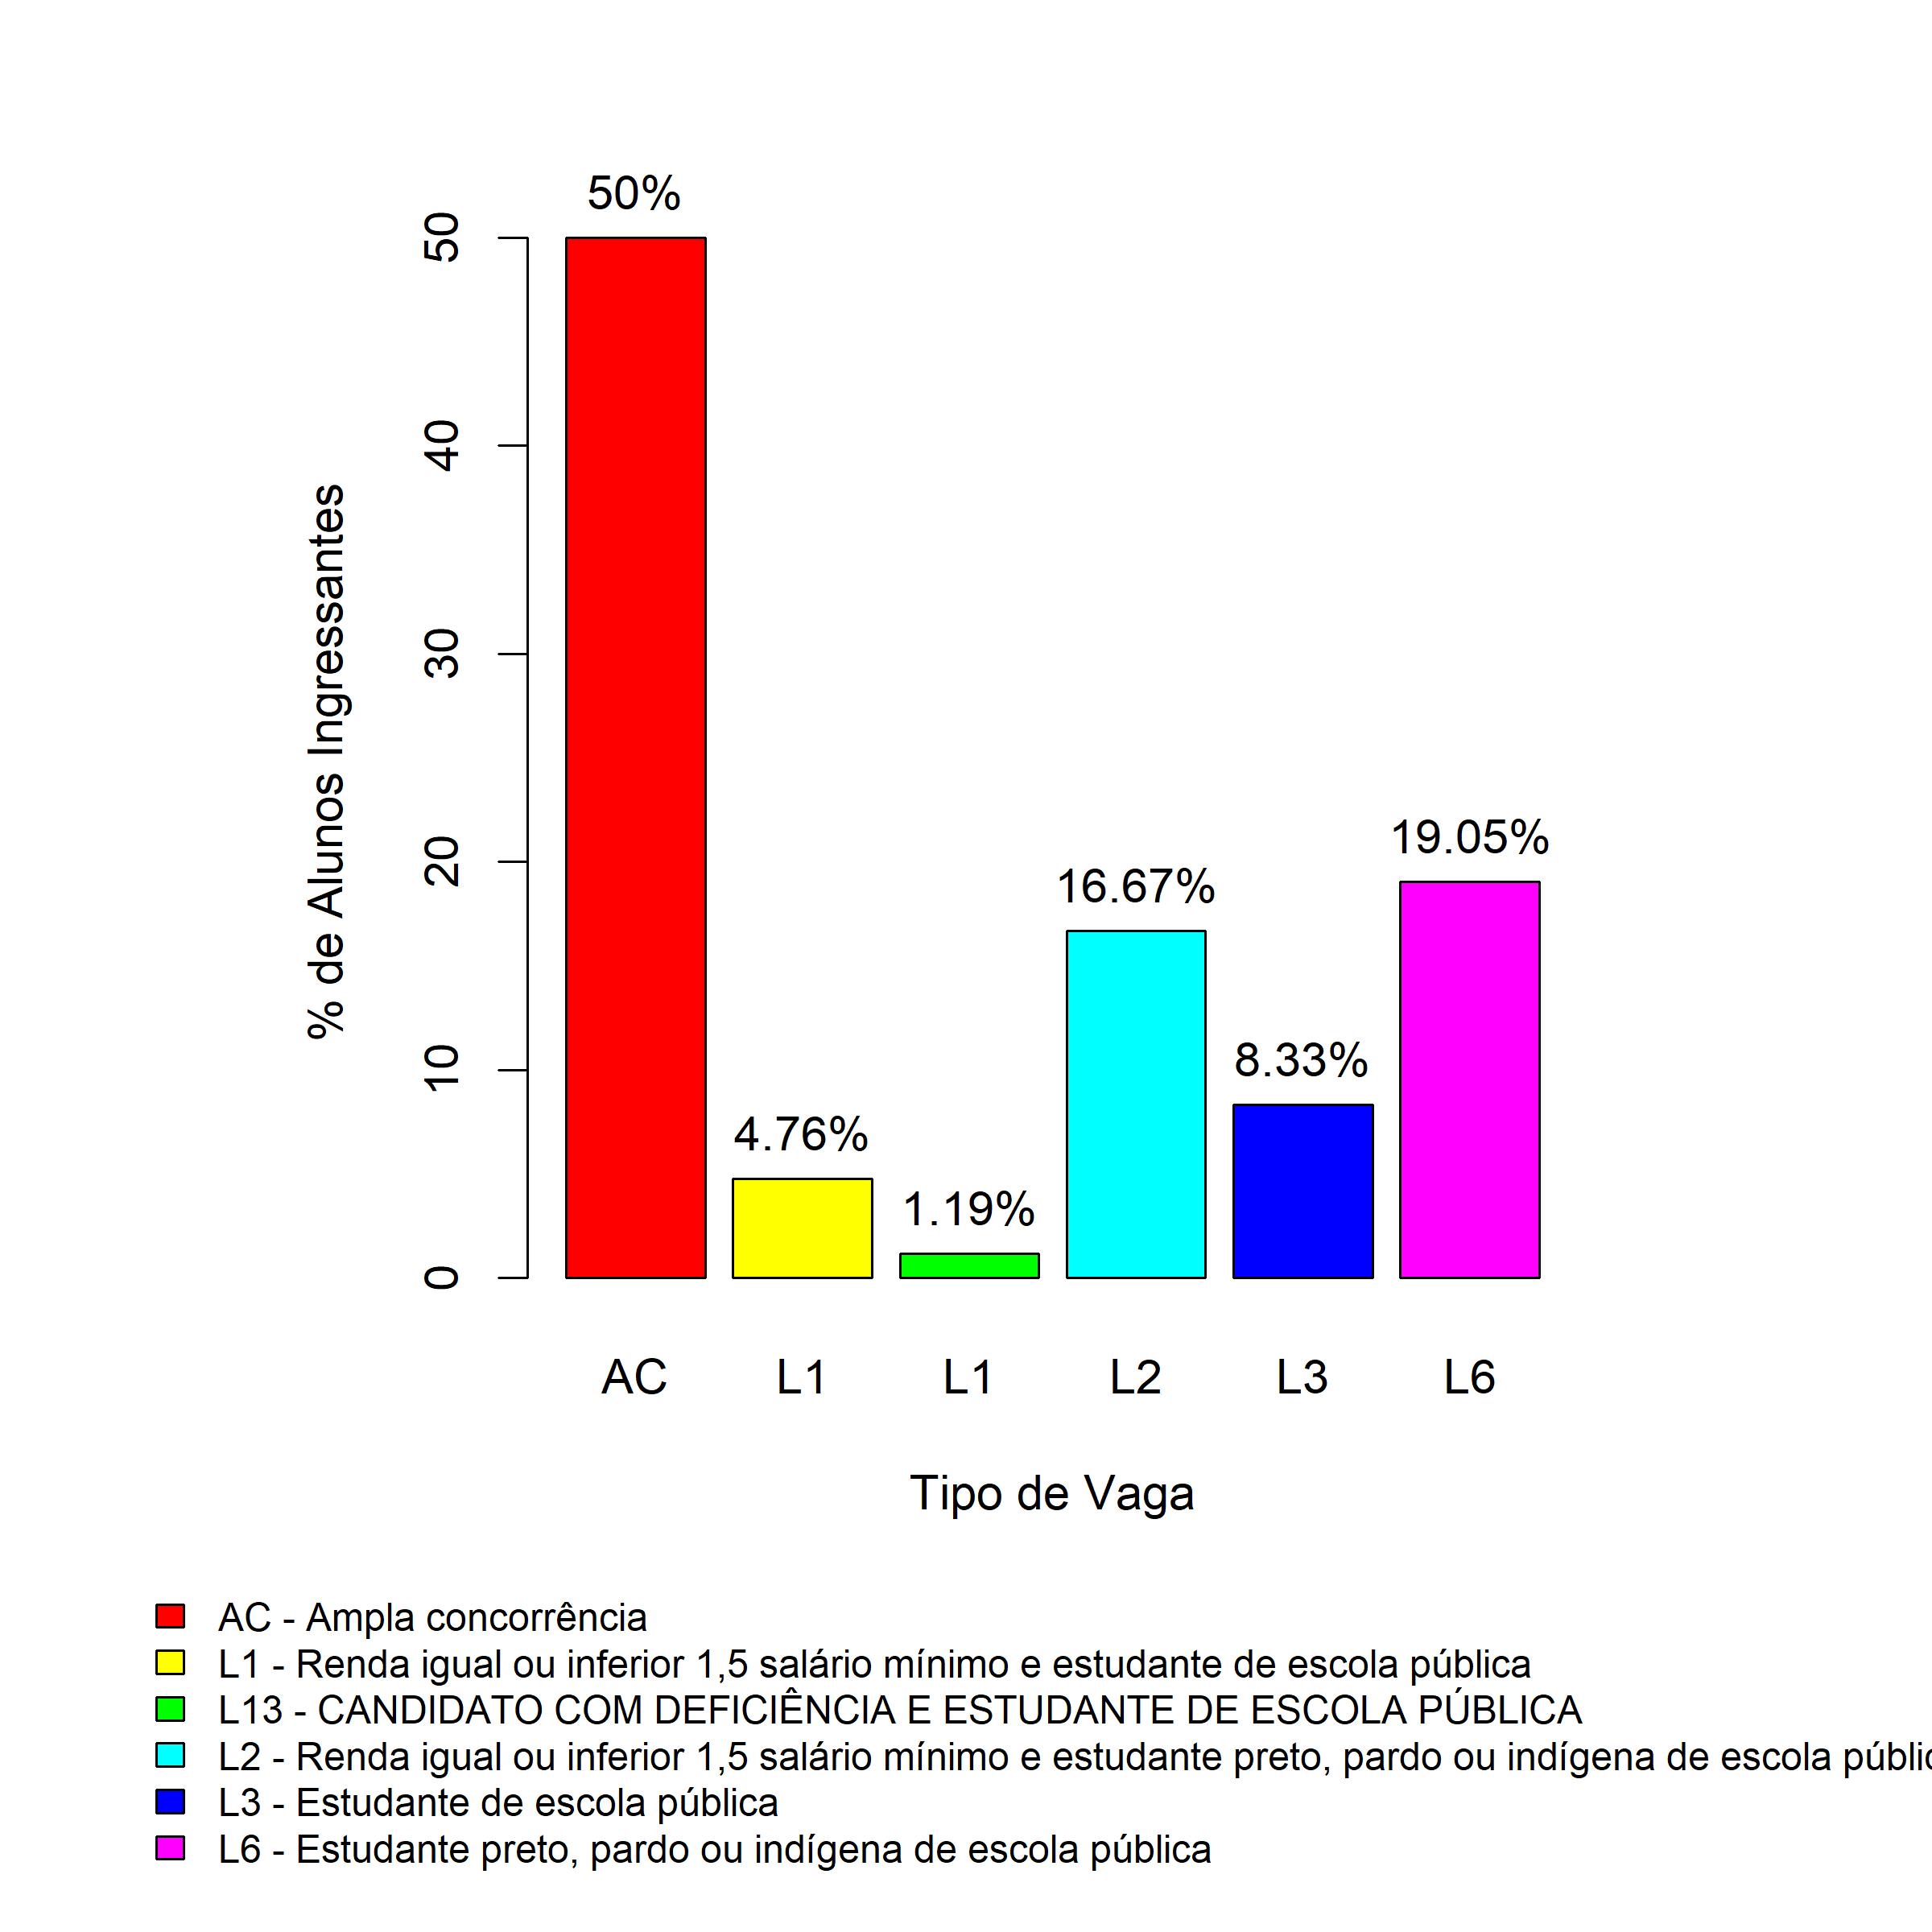 50%
50
40
30
20
10
0
% de Alunos Ingressantes
19.05%
16.67%
8.33%
4.76%
1.19%
AC L1 L1 L2 L3 L6
Tipo de Vaga
AC - Ampla concorrência
L1 - Renda igual ou inferior 1,5 salário mínimo e estudante de escola pública
L13 - CANDIDATO COM DEFICIÊNCIA E ESTUDANTE DE ESCOLA PÚBLICA
L2 - Renda igual ou inferior 1,5 salário mínimo e estudante preto, pardo ou indígena de escola públic
L3 - Estudante de escola pública
L6 - Estudante preto, pardo ou indígena de escola pública